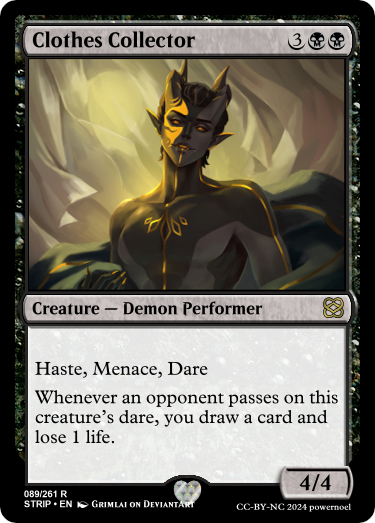 Clothes Collector 3
Creature — Demon Performer
Haste, Menace, Dare
Whenever an opponent passes on this
creature's dare, you draw a card and
lose 1 life.
4/4
089/261 R
STRIP • EN Grimlai on DeviantArt
CC-BY-NC 2024 powernoel